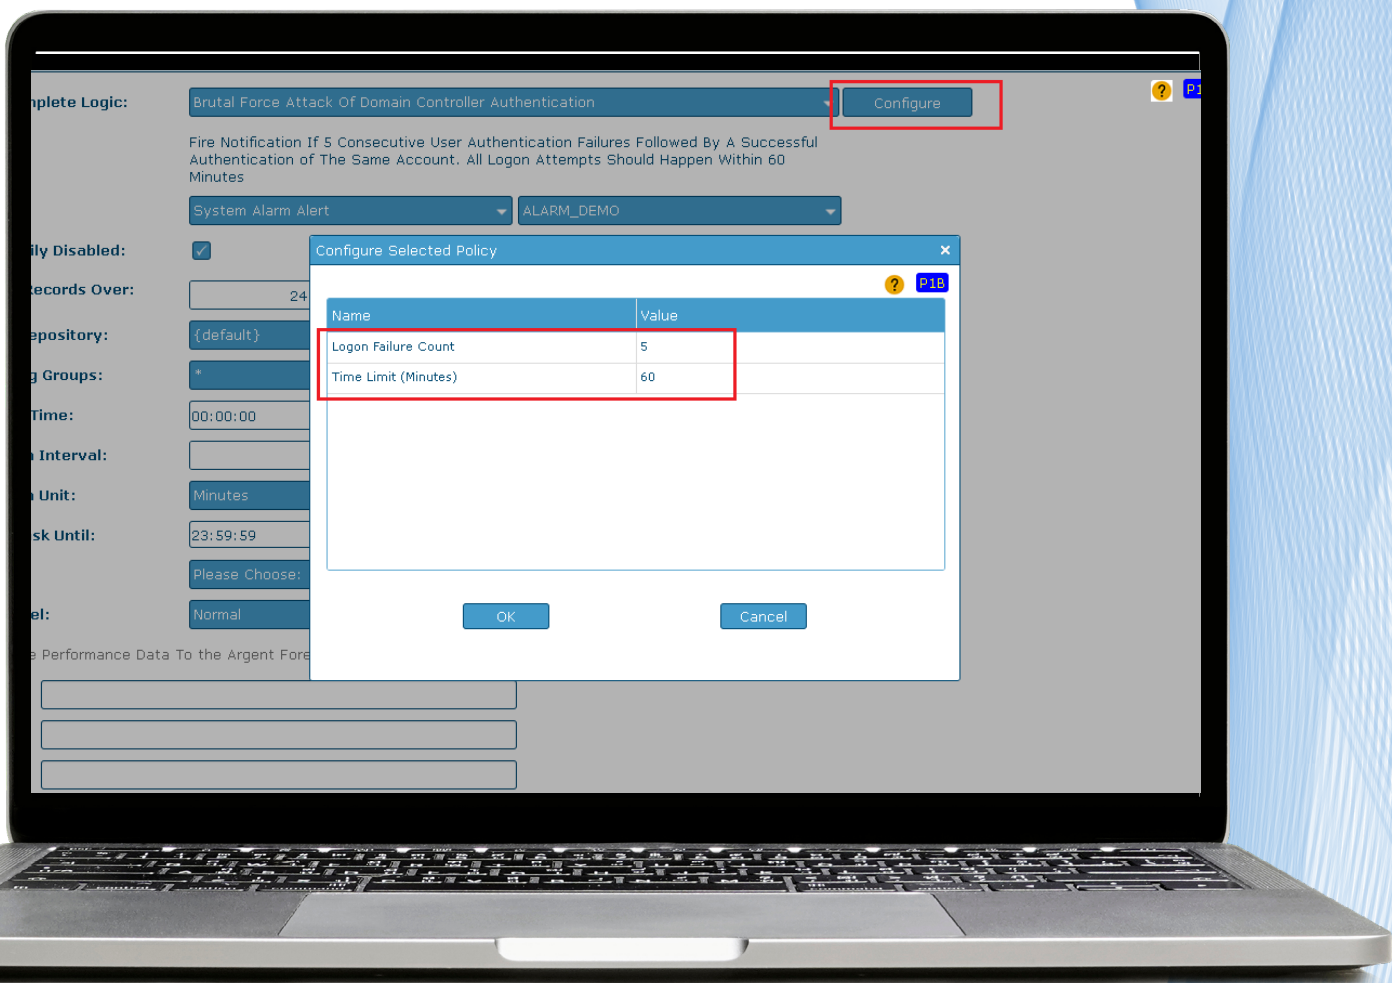 nplete Logic:
Brutal Force Attack Of Domain Controller Authentication
Configure
P1
Fire Notification If 5 Consecutive User Authentication Failures Followed By A Successful
Authentication of The Same Account. All Logon Attempts Should Happen Within 60
Minutes
System Alarm Alert
ALARM_DEMO
ily Disabled:
Configure Selected Policy
Records Over:
24
P1B
Name Value
epository:
{default}
Logon Failure Count 5
g Groups:
*
Time Limit (Minutes) 60
Time:
00:00:00
n Interval:
n Unit:
Minutes
sk Until:
23:59:59
Please Choose:
el:
Normal
OK
Cancel
e Performance Data To the Argent Fore